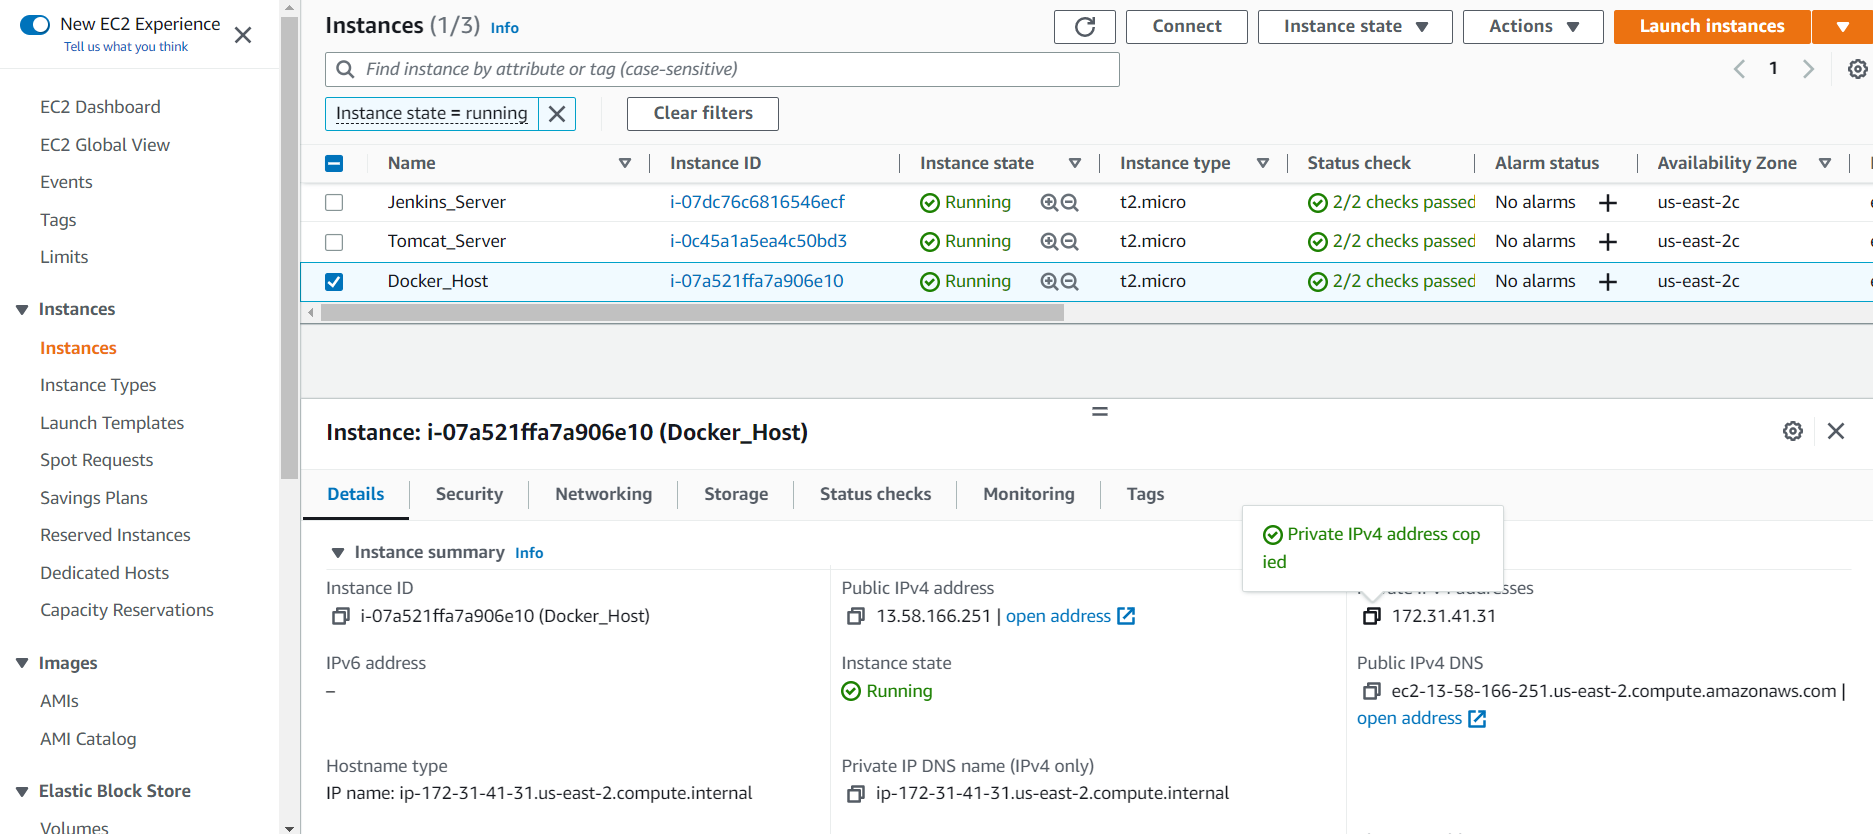 New EC2 Experience
Tell us what you think
EC2 Dashboard
EC2 Global View
Events
Tags
Limits
Instances
Instances
Instance Types
Launch Templates
Spot Requests
Savings Plans
Reserved Instances
Dedicated Hosts
Capacity Reservations
Images
AMIs
AMI Catalog
Elastic Block Store
Volumes
Instances (1/3) Info
Connect
Instance state
Actions
Launch instances
Find instance by attribute or tag (case-sensitive)
1
Instance state = running
Clear filters
Name Instance ID Instance state Instance type Status check Alarm status Availability Zone
Jenkins_Server i-07dc76c6816546ecf Running t2.micro 2/2 checks passed No alarms + us-east-2c
Tomcat_Server i-0c45a1a5ea4c50bd3 Running t2.micro 2/2 checks passed No alarms + us-east-2c
Docker_Host i-07a521ffa7a906e10 Running t2.micro 2/2 checks passed No alarms + us-east-2c
Instance: i-07a521ffa7a906e10 (Docker_Host)
Details Security Networking Storage Status checks Monitoring Tags
Private IPv4 address cop
ied
Instance summary Info
Instance ID
i-07a521ffa7a906e10 (Docker_Host)
Public IPv4 address
13.58.166.251 | open address
172.31.41.31
IPv6 address
–
Instance state
Running
Public IPv4 DNS
ec2-13-58-166-251.us-east-2.compute.amazonaws.com |
open address
Hostname type
IP name: ip-172-31-41-31.us-east-2.compute.internal
Private IP DNS name (IPv4 only)
ip-172-31-41-31.us-east-2.compute.internal